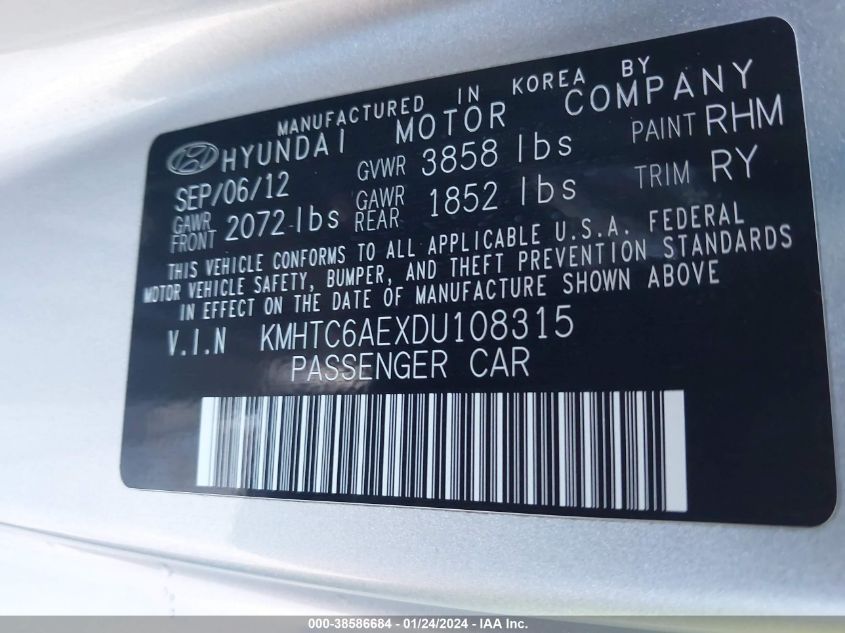 MANUFACTURED IN KOREA BY
HYUNDAI MOTOR COMPANY
SEP/06/12 GVWR 3858 lbs PAINT RHM
GAWR FRONT 2072 lbs GAWR REAR 1852 lbs TRIM RY
THIS VEHICLE CONFORMS TO ALL APPLICABLE U.S.A. FEDERAL
MOTOR VEHICLE SAFETY, BUMPER, AND THEFT PREVENTION STANDARDS
IN EFFECT ON THE DATE OF MANUFACTURE SHOWN ABOVE
V.I.N KMHTC6AEXDU108315
PASSENGER CAR
000-38586684 - 01/24/2024 - IAA Inc.